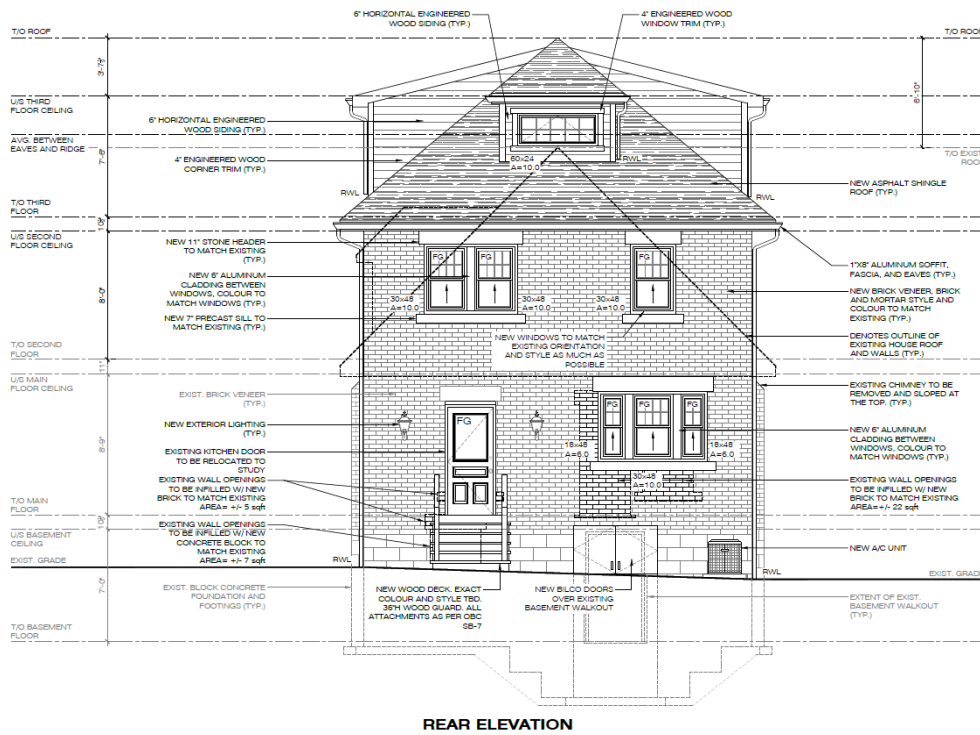 6" HORIZONTAL ENGINEERED
WOOD SIDING (TYP.)
4" ENGINEERED WOOD
WINDOW TRIM (TYP.)
T/O ROOF
T/O ROOF
3'-7½"
6'-10"
U/S THIRD
FLOOR CEILING
6" HORIZONTAL ENGINEERED
WOOD SIDING (TYP.)
AVG. BETWEEN
EAVES AND RIDGE
7'-6"
4" ENGINEERED WOOD
CORNER TRIM (TYP.)
60x24
A=10.0
RWL
T/O EXIST.
ROOF
RWL
RWL
NEW ASPHALT SHINGLE
ROOF (TYP.)
T/O THIRD
FLOOR
10"
U/S SECOND
FLOOR CEILING
NEW 11" STONE HEADER
TO MATCH EXISTING
(TYP.)
FG
FG
FG
NEW 6" ALUMINUM
CLADDING BETWEEN
WINDOWS, COLOUR TO
MATCH WINDOWS (TYP.)
8'-0"
30x48
A=10.0
30x48
A=10.0
30x48
A=10.0
NEW 7" PRECAST SILL TO
MATCH EXISTING (TYP.)
1"X8" ALUMINUM SOFFIT,
FASCIA, AND EAVES (TYP.)
NEW BRICK VENEER, BRICK
AND MORTAR STYLE AND
COLOUR TO MATCH
EXISTING (TYP.)
NEW WINDOWS TO MATCH
EXISTING ORIENTATION
AND STYLE AS MUCH AS
POSSIBLE
DENOTES OUTLINE OF
EXISTING HOUSE ROOF
AND WALLS (TYP.)
T/O SECOND
FLOOR
11"
U/S MAIN
FLOOR CEILING
EXISTING CHIMNEY TO BE
REMOVED AND SLOPED AT
THE TOP. (TYP.)
EXIST. BRICK VENEER
(TYP.)
NEW EXTERIOR LIGHTING
(TYP.)
FG
FG
FG
FG
NEW 6" ALUMINUM
CLADDING BETWEEN
WINDOWS, COLOUR TO
MATCH WINDOWS (TYP.)
8'-9"
18x48
A=6.0
18x48
A=6.0
EXISTING KITCHEN DOOR
TO BE RELOCATED TO
STUDY
30x48
A=10.0
EXISTING WALL OPENINGS
TO BE INFILLED W/ NEW
BRICK TO MATCH EXISTING
AREA= +/- 5 sqft
EXISTING WALL OPENINGS
TO BE INFILLED W/ NEW
BRICK TO MATCH EXISTING
AREA=+/- 22 sqft
T/O MAIN
FLOOR
10"
U/S BASEMENT
CEILING
EXISTING WALL OPENINGS
TO BE INFILLED W/ NEW
CONCRETE BLOCK TO
MATCH EXISTING
AREA= +/- 7 sqft
NEW A/C UNIT
EXIST. GRADE
RWL
RWL
EXIST. GRADE
7'-0"
EXIST. BLOCK CONCRETE
FOUNDATION AND
FOOTINGS (TYP.)
NEW WOOD DECK. EXACT
COLOUR AND STYLE TBD.
36"H WOOD GUARD. ALL
ATTACHMENTS AS PER OBC
SB-7
NEW BILCO DOORS
OVER EXISTING
BASEMENT WALKOUT
EXTENT OF EXIST.
BASEMENT WALKOUT
(TYP.)
T/O BASEMENT
FLOOR
REAR ELEVATION